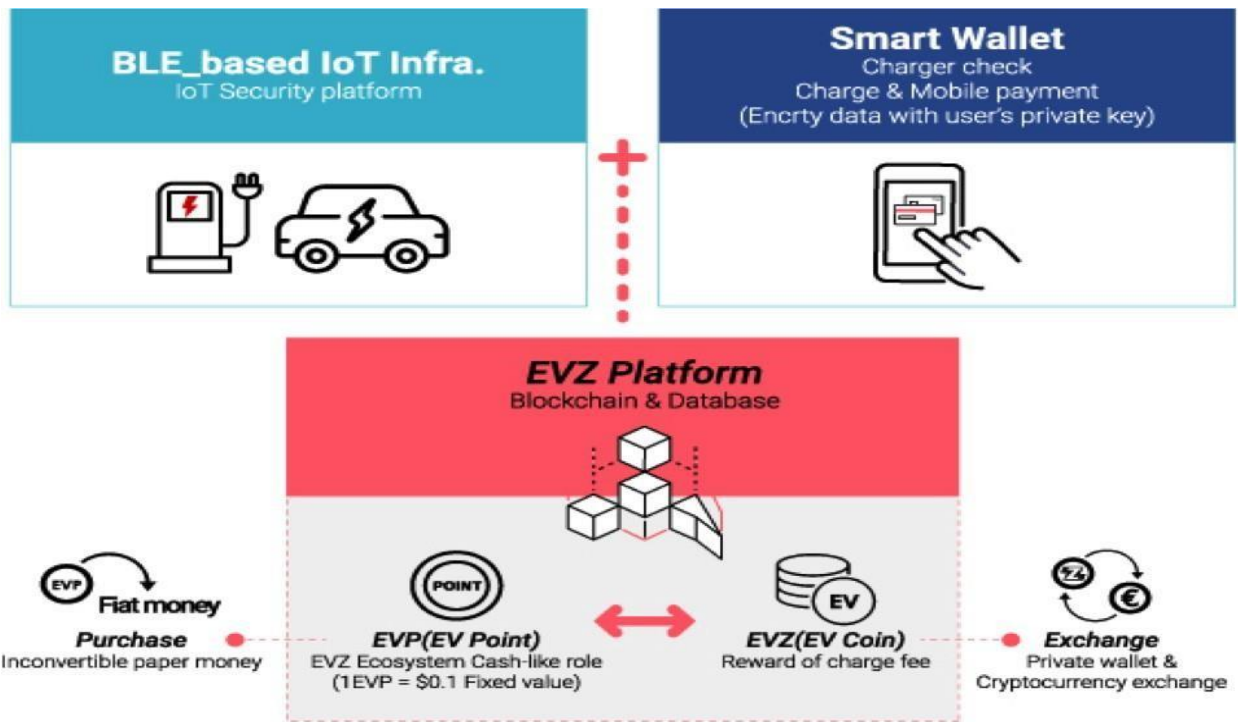 BLE_based IoT Infra.
IoT Security platform
Smart Wallet
Charger check
Charge & Mobile payment
(Encrty data with user's private key)
EVZ Platform
Blockchain & Database
EVP
Fiat money
Purchase
Inconvertible paper money
POINT
EVP(EV Point)
EVZ Ecosystem Cash-like role
(1EVP = $0.1 Fixed value)
EV
EVZ(EV Coin)
Reward of charge fee
€
Exchange
Private wallet &
Cryptocurrency exchange